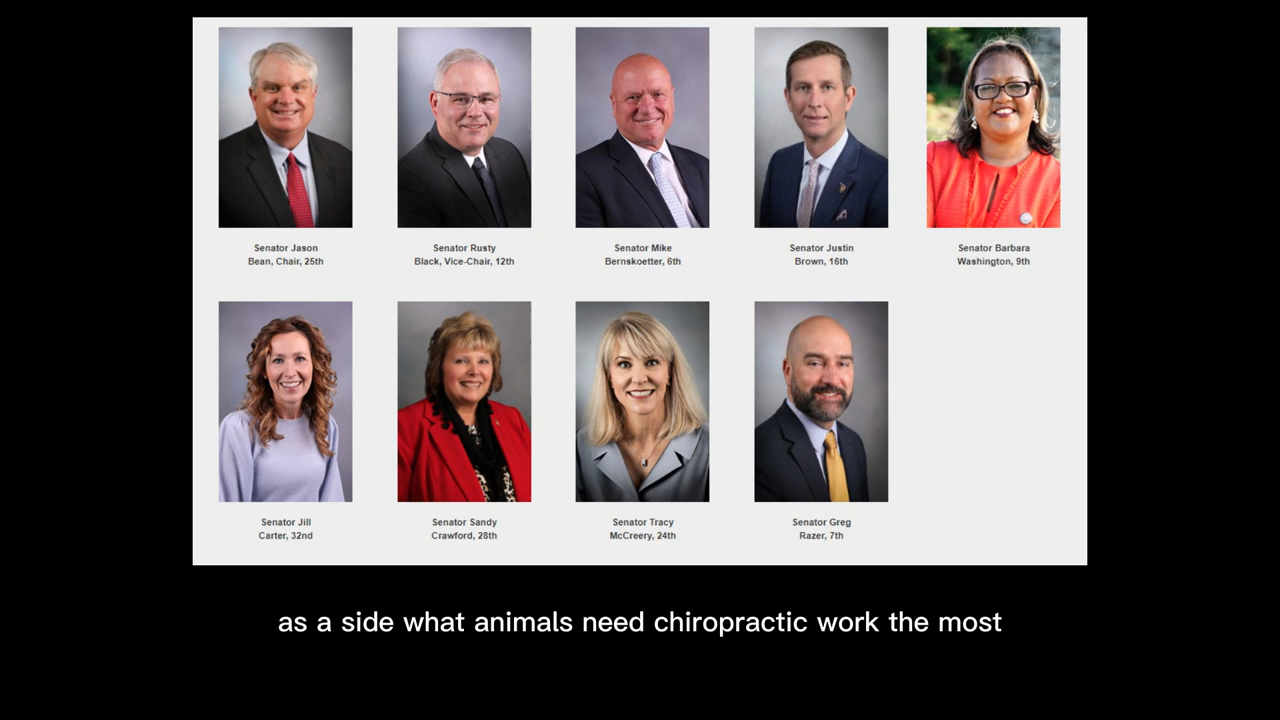 Senator Jason
Bean, Chair, 25th
Senator Rusty
Black, Vice-Chair, 12th
Senator Mike
Bernskoetter, 6th
Senator Justin
Brown, 16th
Senator Barbara
Washington, 9th
Senator Jill
Carter, 32nd
Senator Sandy
Crawford, 28th
Senator Tracy
McCreery, 24th
Senator Greg
Razer, 7th
as a side what animals need chiropractic work the most